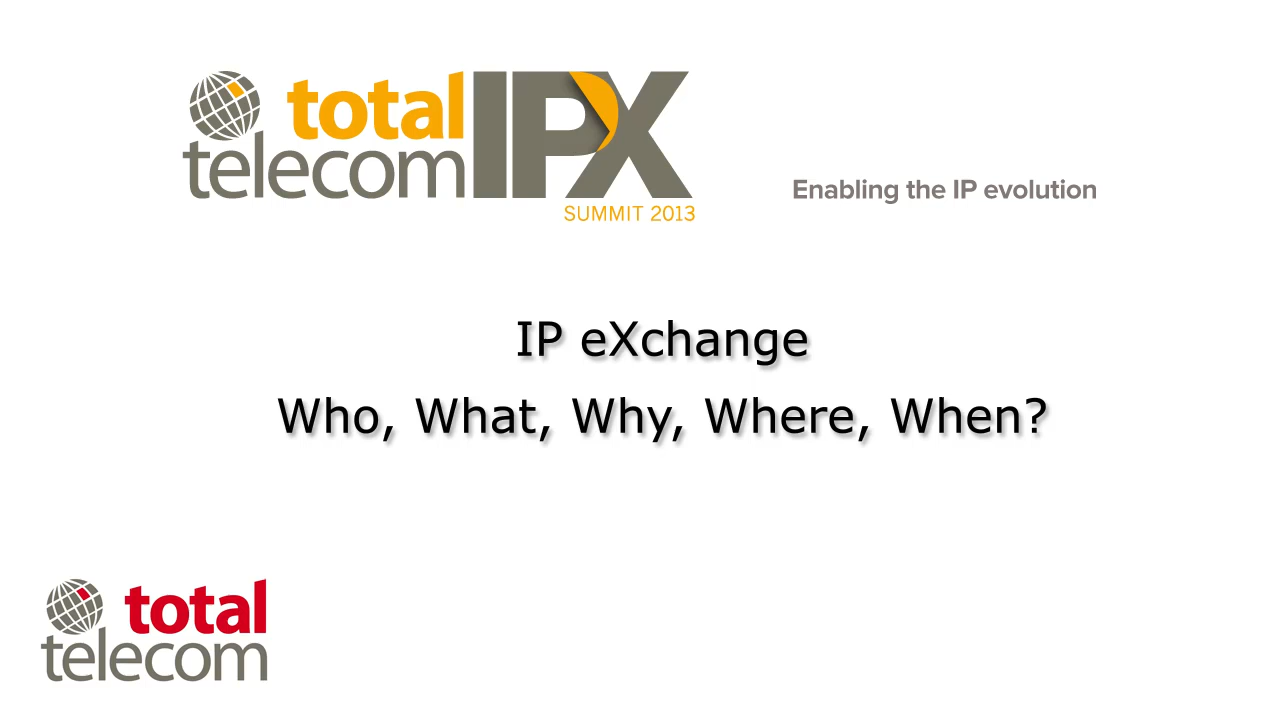 total
telecom IPX
SUMMIT 2013
Enabling the IP evolution
IP eXchange
Who, What, Why, Where, When?
total
telecom